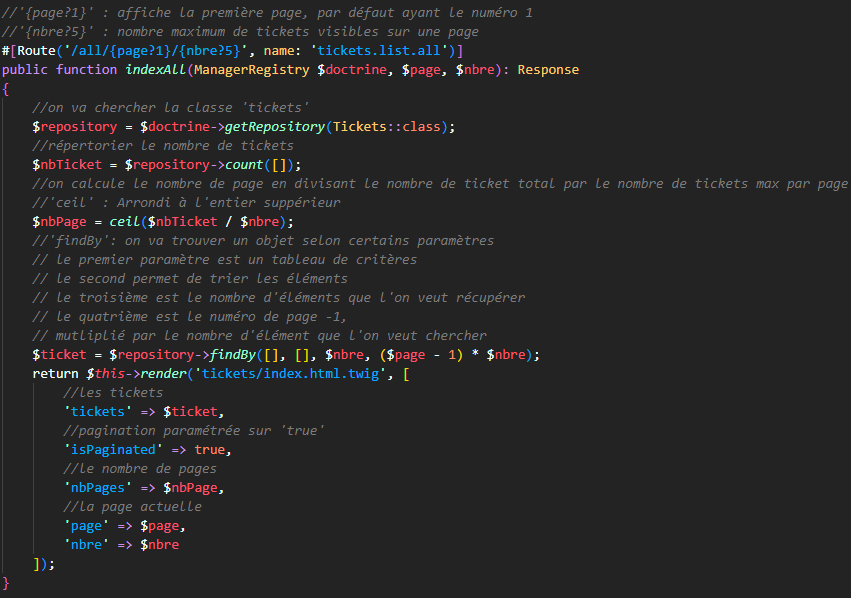 //'{page?1}' : affiche la première page, par défaut ayant le numéro 1
//'{nbre?5}' : nombre maximum de tickets visibles sur une page
#[Route('/all/{page?1}/{nbre?5}', name: 'tickets.list.all')]
public function indexAll(ManagerRegistry $doctrine, $page, $nbre): Response
{
    //on va chercher la classe 'tickets'
    $repository = $doctrine->getRepository(Tickets::class);
    //répertorier le nombre de tickets
    $nbTicket = $repository->count([]);
    //on calcule le nombre de page en divisant le nombre de ticket total par le nombre de tickets max par page
    //'ceil' : Arrondi à l'entier suppérieur
    $nbPage = ceil($nbTicket / $nbre);
    //'findBy': on va trouver un objet selon certains paramètres
    // le premier paramètre est un tableau de critères
    // le second permet de trier les éléments
    // le troisième est le nombre d'éléments que l'on veut récupérer
    // le quatrième est le numéro de page -1,
    // mutliplié par le nombre d'élément que l'on veut chercher
    $ticket = $repository->findBy([], [], $nbre, ($page - 1) * $nbre);
    return $this->render('tickets/index.html.twig', [
        //les tickets
        'tickets' => $ticket,
        //pagination paramétrée sur 'true'
        'isPaginated' => true,
        //le nombre de pages
        'nbPages' => $nbPage,
        //la page actuelle
        'page' => $page,
        'nbre' => $nbre
    ]);
}